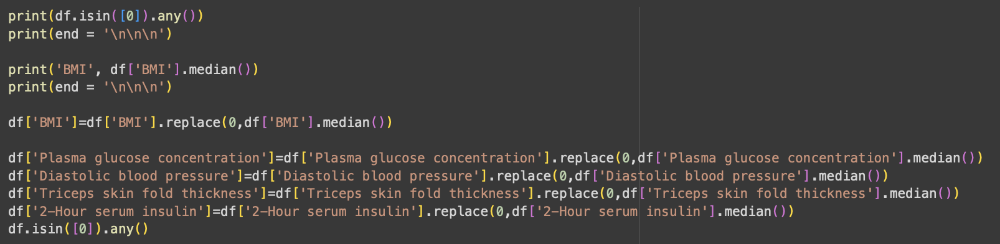 print(df.isin([0]).any())
print(end = '\n\n\n')
print('BMI', df['BMI'].median())
print(end = '\n\n\n')
df['BMI']=df['BMI'].replace(0,df['BMI'].median())
df['Plasma glucose concentration']=df['Plasma glucose concentration'].replace(0,df['Plasma glucose concentration'].median())
df['Diastolic blood pressure']=df['Diastolic blood pressure'].replace(0,df['Diastolic blood pressure'].median())
df['Triceps skin fold thickness']=df['Triceps skin fold thickness'].replace(0,df['Triceps skin fold thickness'].median())
df['2-Hour serum insulin']=df['2-Hour serum insulin'].replace(0,df['2-Hour serum insulin'].median())
df.isin([0]).any()